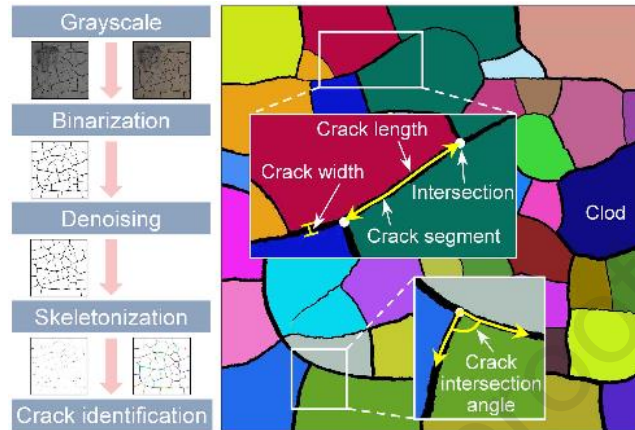 Grayscale
Binarization
Denoising
Skeletonization
Crack identification
Crack length
Crack width
Intersection
Crack segment
Clod
Crack
intersection
angle